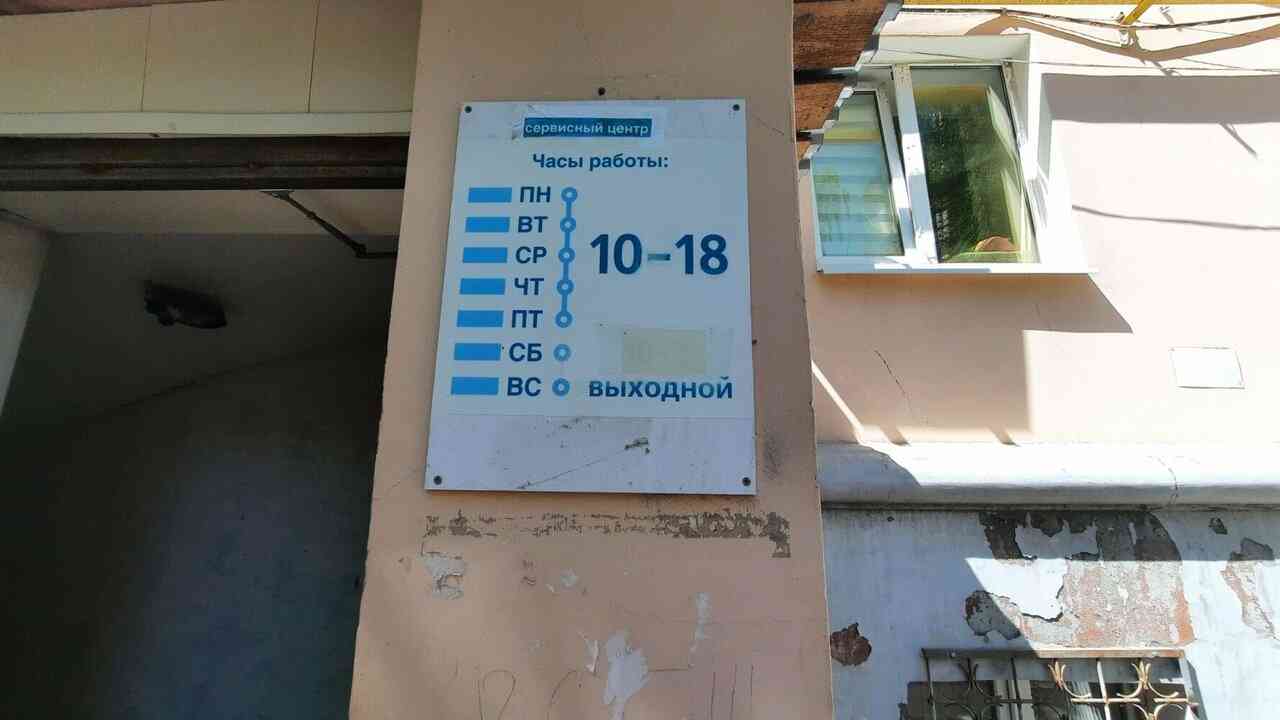 сервисный центр
Часы работы:
ПН
ВТ
СР 10-18
ЧТ
ПТ
СБ
ВС выходной